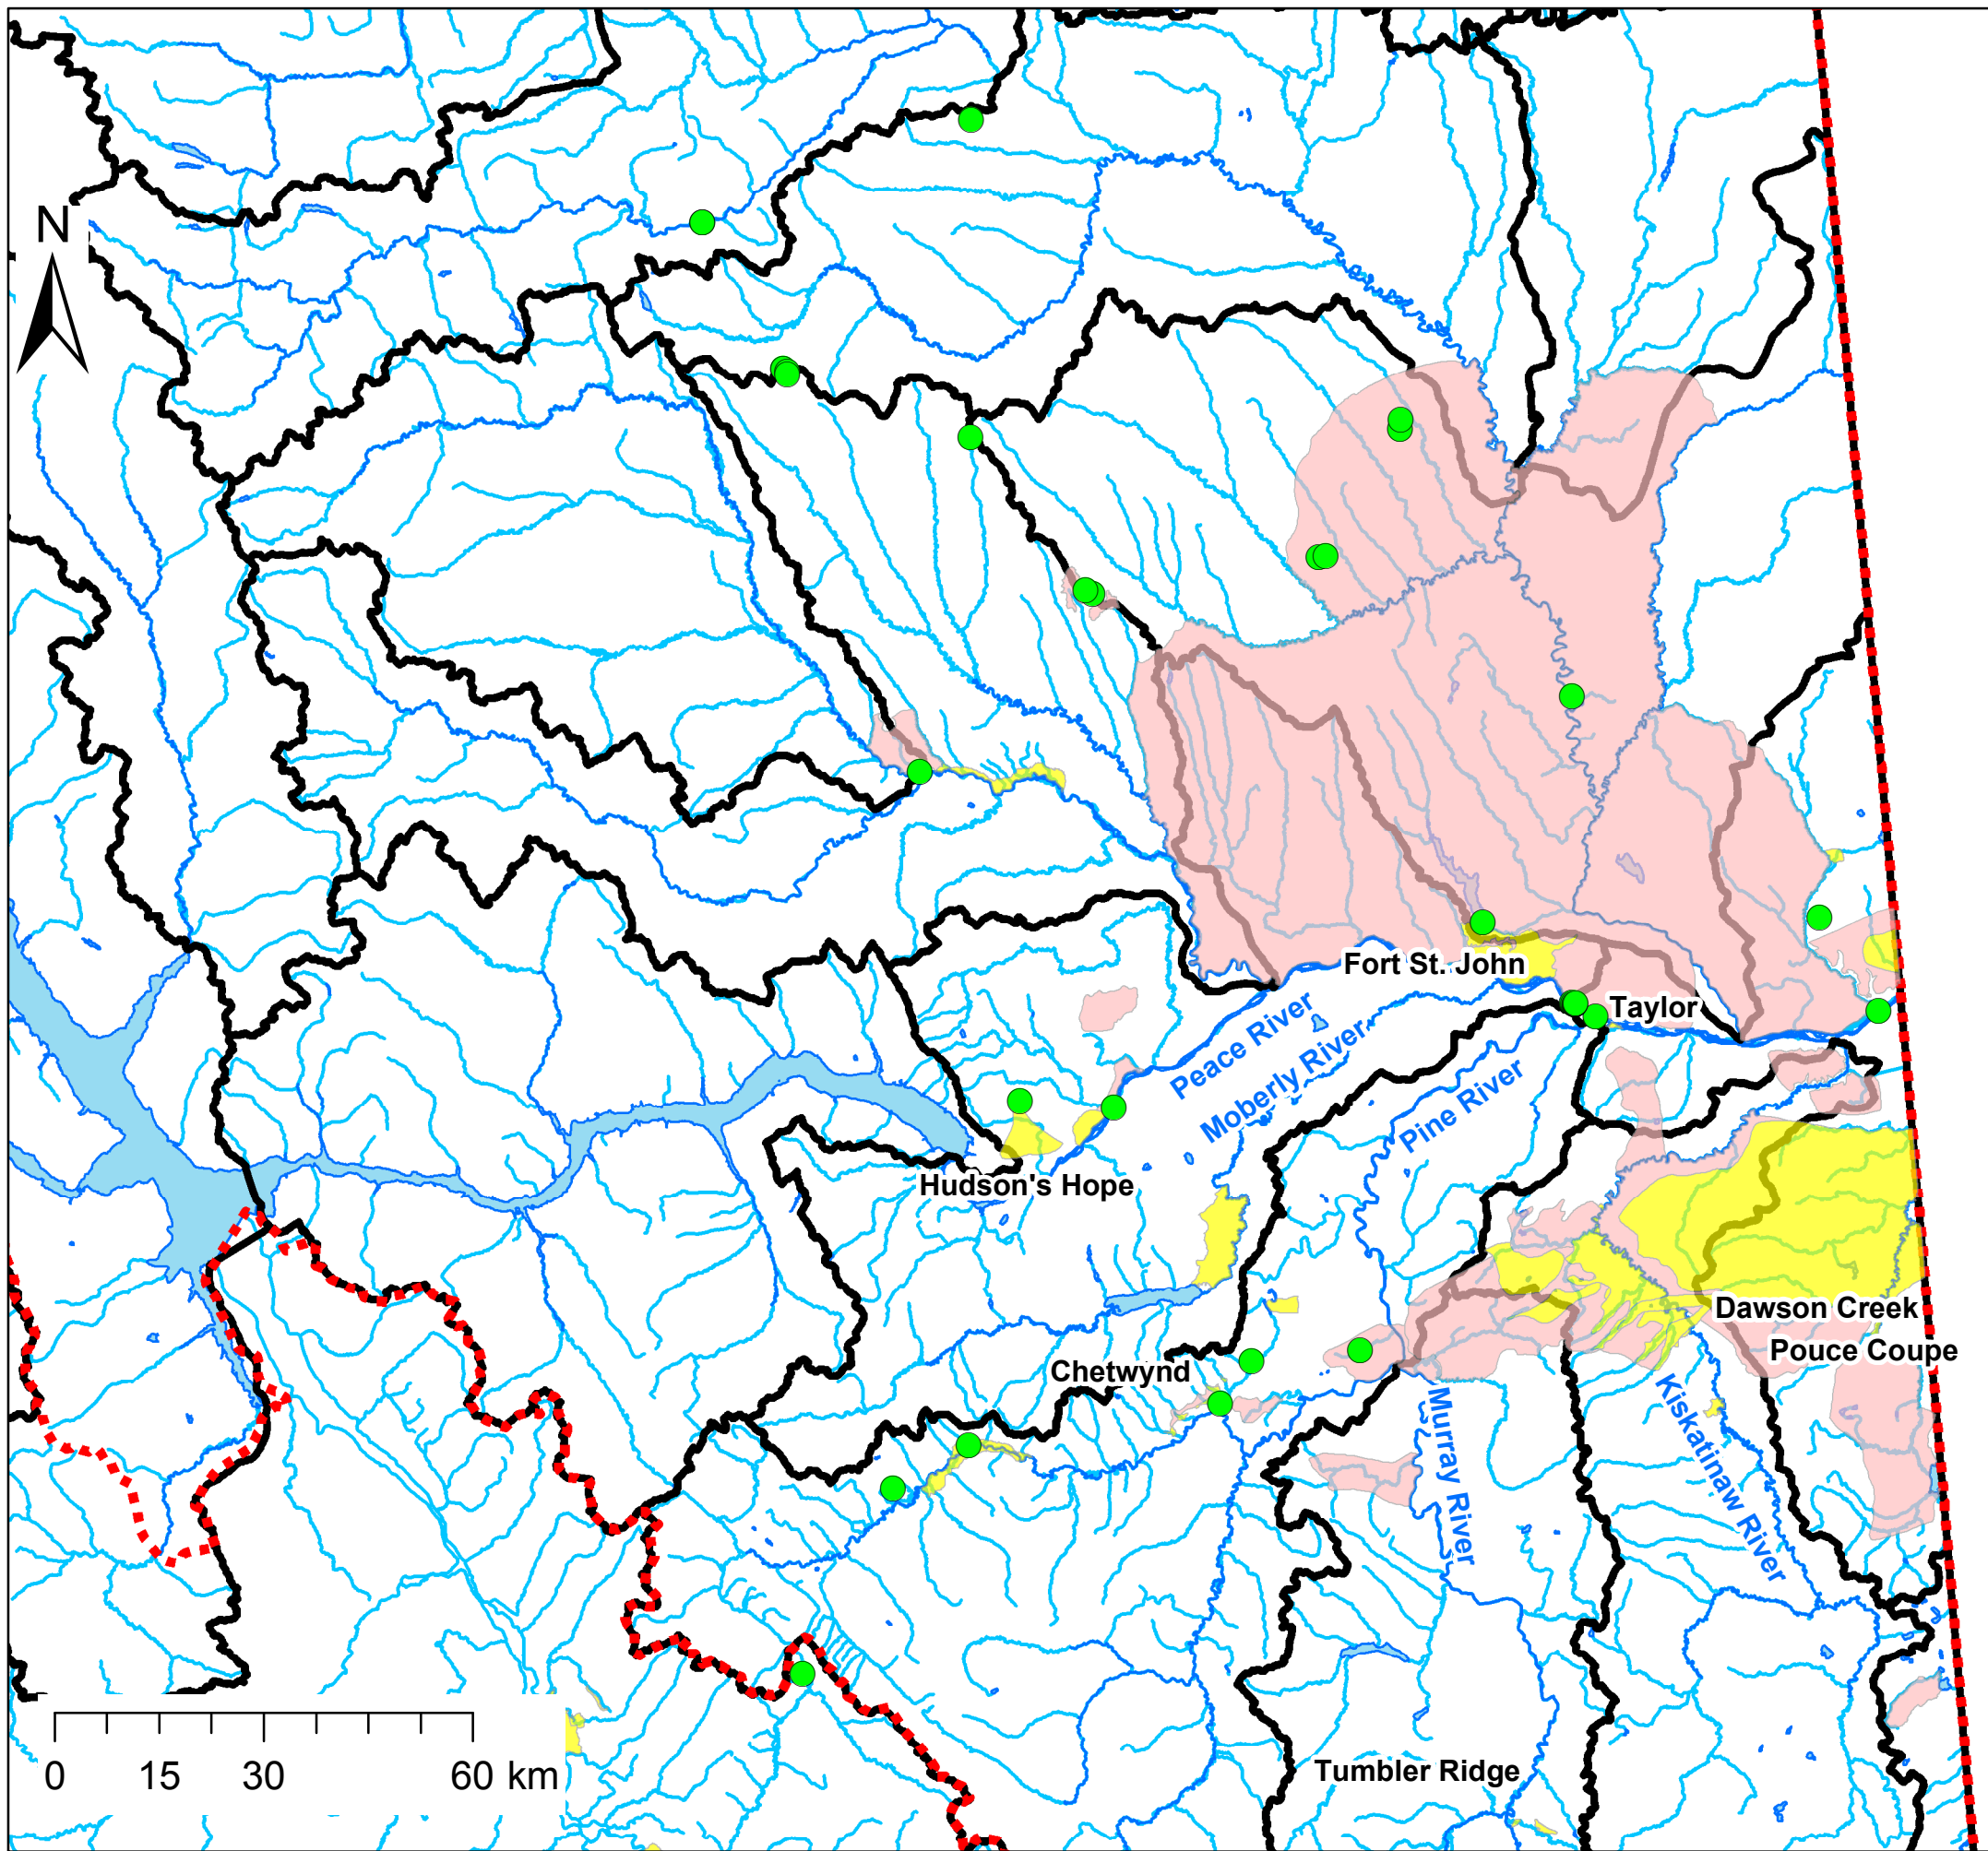 N
Fort St. John
Taylor
Peace River
Moberly River
Pine River
Hudson's Hope
Dawson Creek
Pouce Coupe
Chetwynd
Murray River
Kiskatinaw River
Tumbler Ridge
0 15 30 60 km